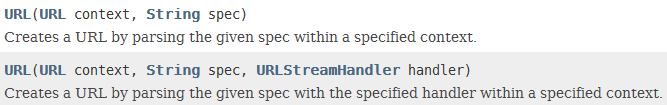 URL(URL context, String spec)
Creates a URL by parsing the given spec within a specified context.
URL(URL context, String spec, URLStreamHandler handler)
Creates a URL by parsing the given spec with the specified handler within a specified context.